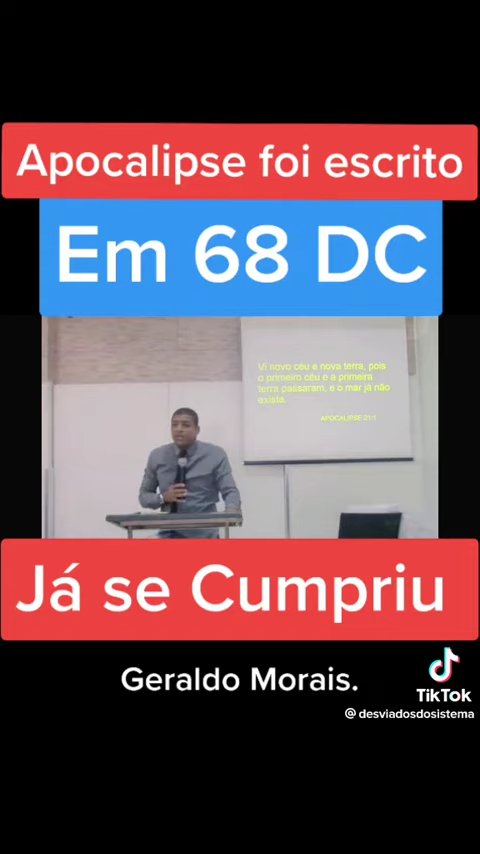 Apocalipse foi escrito
Em 68 DC
Vi novo céu e nova terra, pois
o primeiro céu e a primeira
terra passaram, e o mar já não
existe.
APOCALIPSE 21:1
Já se Cumpriu
Geraldo Morais.
TikTok
@ desviadosdosistema